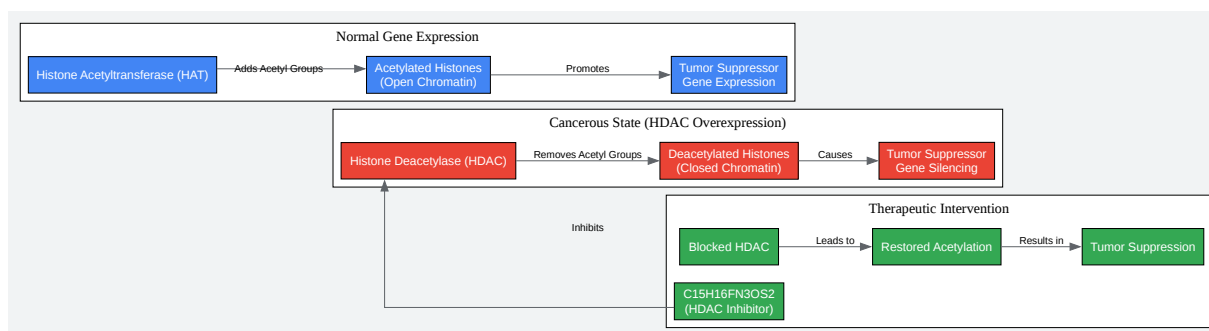 Normal Gene Expression
Histone Acetyltransferase (HAT)
Adds Acetyl Groups
Acetylated Histones
(Open Chromatin)
Promotes
Tumor Suppressor
Gene Expression
Cancerous State (HDAC Overexpression)
Histone Deacetylase (HDAC)
Removes Acetyl Groups
Deacetylated Histones
(Closed Chromatin)
Causes
Tumor Suppressor
Gene Silencing
Inhibits
Therapeutic Intervention
Blocked HDAC
Leads to
Restored Acetylation
Results in
Tumor Suppression
C15H16FN3OS2
(HDAC Inhibitor)